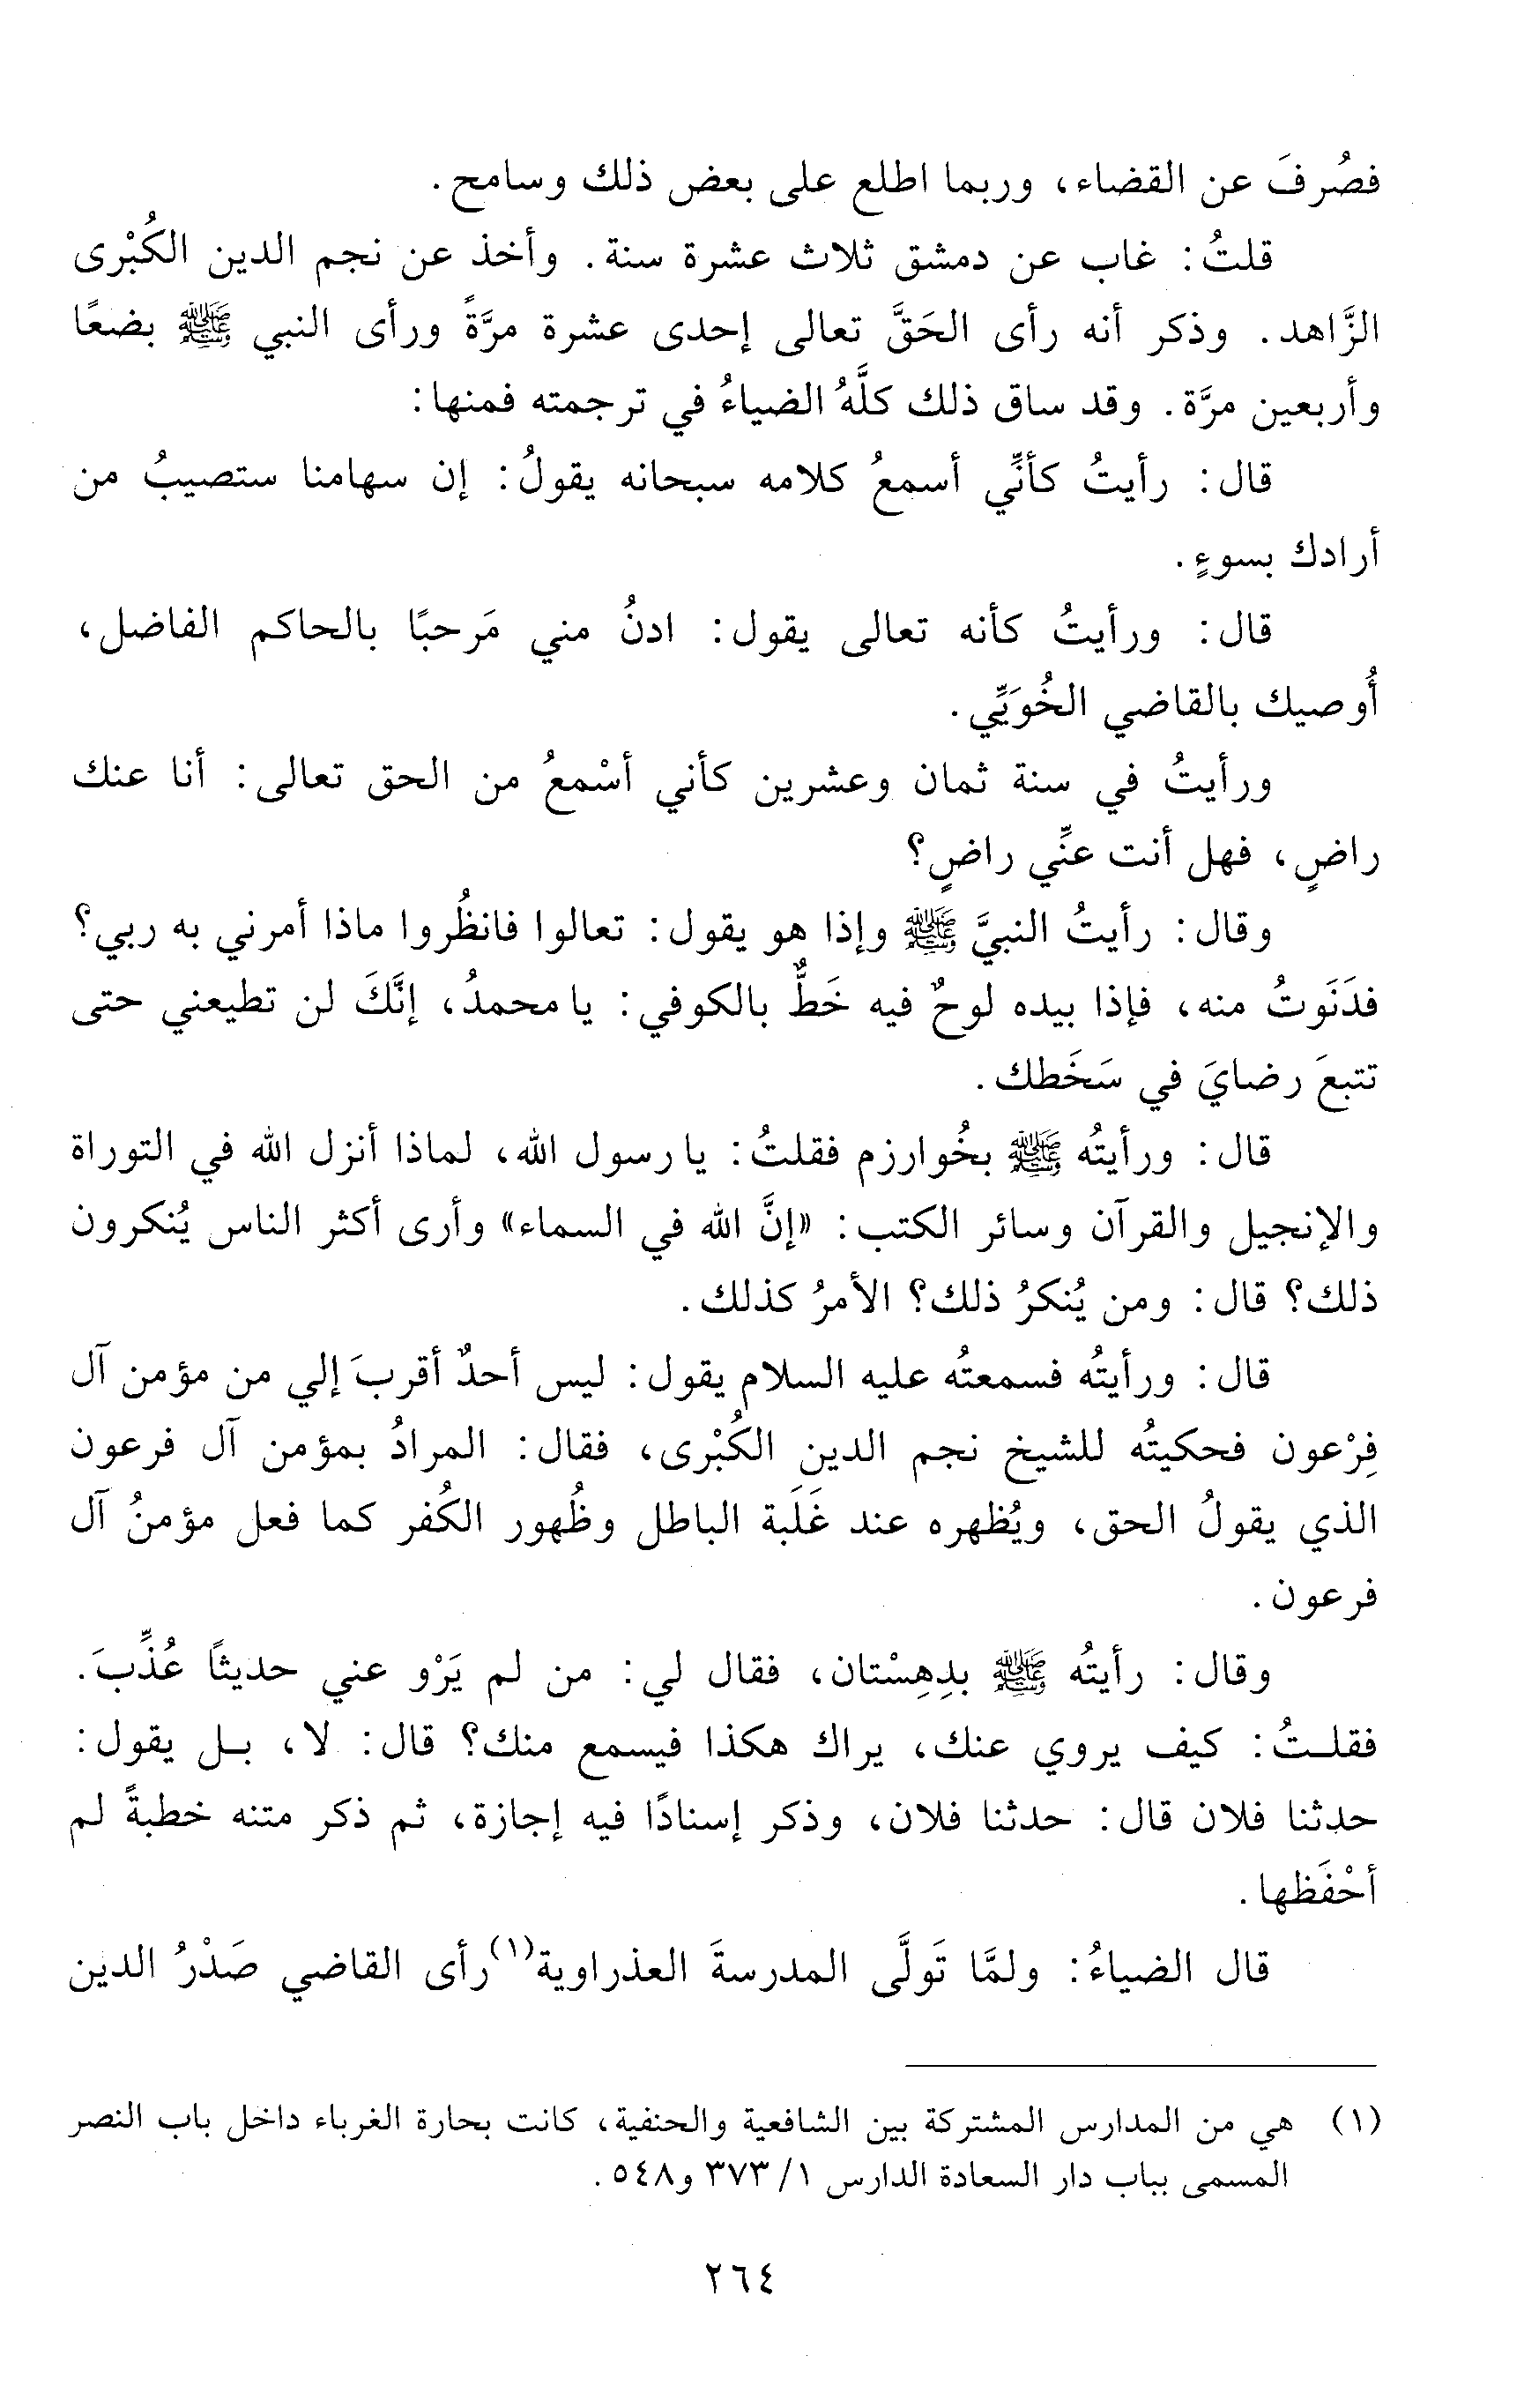 فصُرفَ عن القضاء، وربما اطلع على بعض ذلك وسامح.
قلتُ: غاب عن دمشق ثلاث عشرة سنة. وأخذ عن نجم الدين الكُبْرى
الزَّاهد. وذكر أنه رأى الحَقَّ تعالى إحدى عشرة مرَّةً ورأى النبي ﷺ بضعًا
وأربعين مرَّة. وقد ساق ذلك كلَّهُ الضياءُ في ترجمته فمنها:
قال: رأيتُ كأنِّي أسمعُ كلامه سبحانه يقولُ: إن سهامنا ستصيبُ من
أرادك بسوءٍ.
قال: ورأيتُ كأنه تعالى يقول: ادنُ مني مَرحبًا بالحاكم الفاضل،
أُوصيك بالقاضي الخُوَيِّي.
ورأيتُ في سنة ثمان وعشرين كأني أسْمعُ من الحق تعالى: أنا عنك
راضٍ، فهل أنت عنِّي راضٍ؟
وقال: رأيتُ النبيَّ ﷺ وإذا هو يقول: تعالوا فانظُروا ماذا أمرني به ربي؟
فدَنَوتُ منه، فإذا بيده لوحٌ فيه خَطٌّ بالكوفي: يا محمدُ، إنَّكَ لن تطيعني حتى
تتبعَ رضايَ في سَخَطك.
قال: ورأيتُه ﷺ بخُوارزم فقلتُ: يا رسول الله، لماذا أنزل الله في التوراة
والإنجيل والقرآن وسائر الكتب: «إنَّ الله في السماء» وأرى أكثر الناس يُنكرون
ذلك؟ قال: ومن يُنكرُ ذلك؟ الأمرُ كذلك.
قال: ورأيتُه فسمعتُه عليه السلام يقول: ليس أحدٌ أقربَ إلي من مؤمن آل
فِرْعون فحكيتُه للشيخ نجم الدين الكُبْرى، فقال: المرادُ بمؤمن آل فرعون
الذي يقولُ الحق، ويُظهره عند غَلَبة الباطل وظُهور الكُفر كما فعل مؤمنُ آل
فرعون.
وقال: رأيتُه ﷺ بدِهِسْتان، فقال لي: من لم يَرْو عني حديثًا عُذِّبَ.
فقلـتُ: كيف يروي عنك، يراك هكذا فيسمع منك؟ قال: لا، بـل يقول:
حدثنا فلان قال: حدثنا فلان، وذكر إسنادًا فيه إجازة، ثم ذكر متنه خطبةً لم
أحْفَظها.
قال الضياءُ: ولمَّا تَولَّى المدرسةَ العذراوية(١) رأى القاضي صَدْرُ الدين
(١) هي من المدارس المشتركة بين الشافعية والحنفية، كانت بحارة الغرباء داخل باب النصر
المسمى بباب دار السعادة الدارس ١/ ٣٧٣ و٥٤٨.
٢٦٤